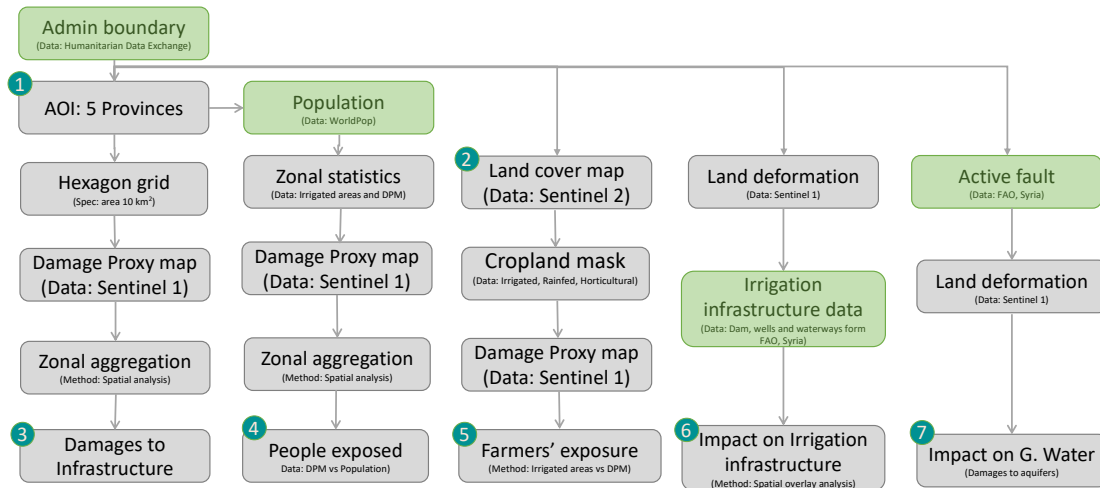 Admin boundary
(Data: Humanitarian Data Exchange)
1
AOI: 5 Provinces
Population
(Data: WorldPop)
Hexagon grid
(Spec: area 10 km²)
Zonal statistics
(Data: Irrigated areas and DPM)
2
Land cover map
(Data: Sentinel 2)
Land deformation
(Data: Sentinel 1)
Active fault
(Data: FAO, Syria)
Damage Proxy map
(Data: Sentinel 1)
Damage Proxy map
(Data: Sentinel 1)
Cropland mask
(Data: Irrigated, Rainfed, Horticultural)
Irrigation
infrastructure data
(Data: Dam, wells and waterways form
FAO, Syria)
Land deformation
(Data: Sentinel 1)
Zonal aggregation
(Method: Spatial analysis)
Zonal aggregation
(Method: Spatial analysis)
Damage Proxy map
(Data: Sentinel 1)
3
Damages to
Infrastructure
4
People exposed
(Data: DPM vs Population)
5
Farmers’ exposure
(Method: Irrigated areas vs DPM)
6
Impact on Irrigation
infrastructure
(Method: Spatial overlay analysis)
7
Impact on G. Water
(Damages to aquifers)